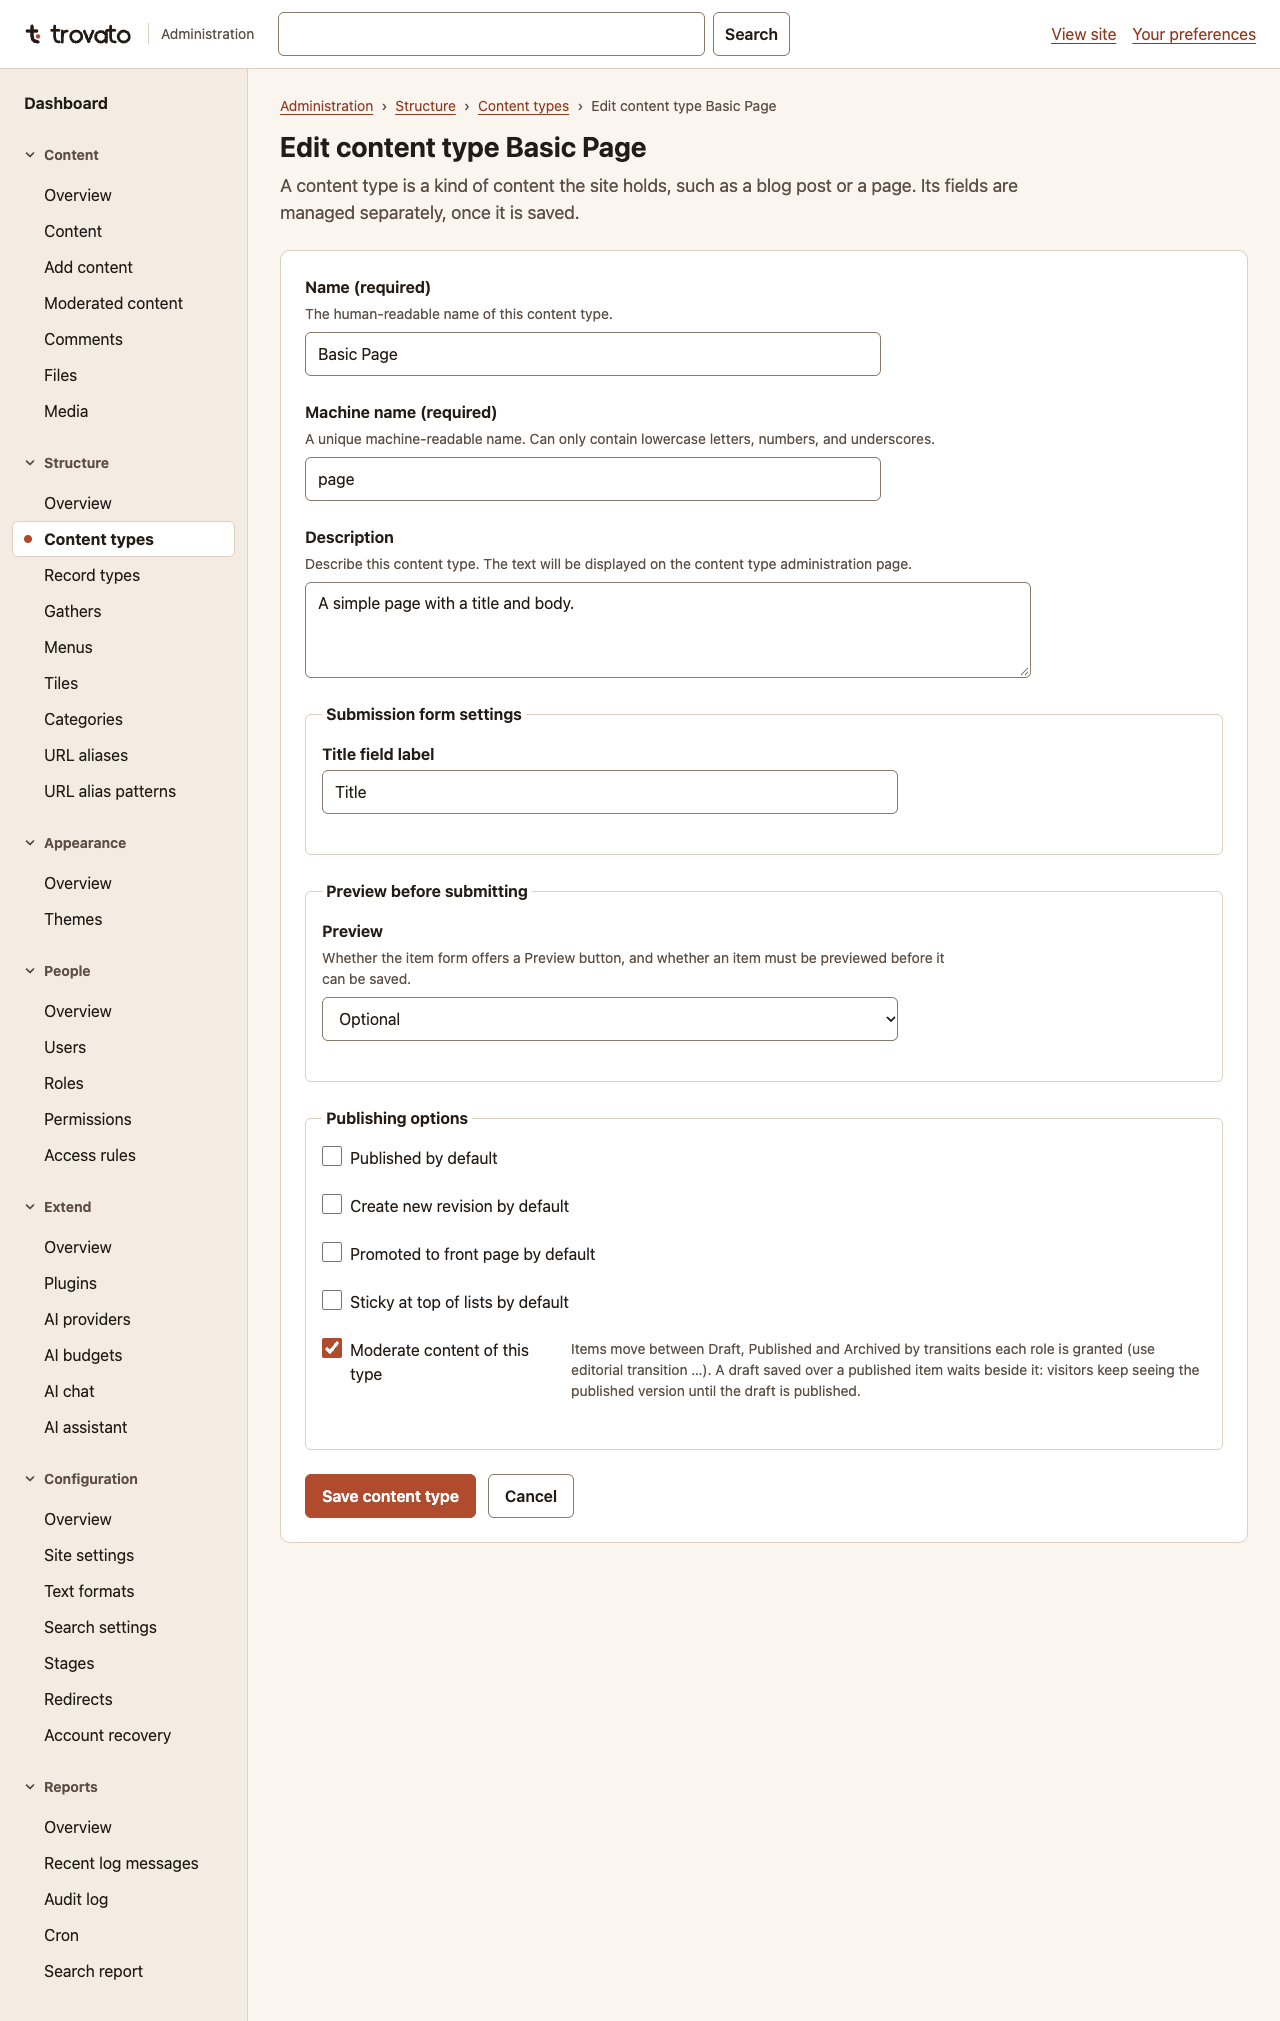 trovato
Administration
Search
View site
Your preferences
Dashboard
Content
Overview
Content
Add content
Moderated content
Comments
Files
Media
Structure
Overview
Content types
Record types
Gathers
Menus
Tiles
Categories
URL aliases
URL alias patterns
Appearance
Overview
Themes
People
Overview
Users
Roles
Permissions
Access rules
Extend
Overview
Plugins
AI providers
AI budgets
AI chat
AI assistant
Configuration
Overview
Site settings
Text formats
Search settings
Stages
Redirects
Account recovery
Reports
Overview
Recent log messages
Audit log
Cron
Search report
Administration › Structure › Content types › Edit content type Basic Page
Edit content type Basic Page
A content type is a kind of content the site holds, such as a blog post or a page. Its fields are
managed separately, once it is saved.
Name (required)
The human-readable name of this content type.
Basic Page
Machine name (required)
A unique machine-readable name. Can only contain lowercase letters, numbers, and underscores.
page
Description
Describe this content type. The text will be displayed on the content type administration page.
A simple page with a title and body.
Submission form settings
Title field label
Title
Preview before submitting
Preview
Whether the item form offers a Preview button, and whether an item must be previewed before it
can be saved.
Optional
Publishing options
Published by default
Create new revision by default
Promoted to front page by default
Sticky at top of lists by default
Moderate content of this
type
Items move between Draft, Published and Archived by transitions each role is granted (use
editorial transition ...). A draft saved over a published item waits beside it: visitors keep seeing the
published version until the draft is published.
Save content type
Cancel